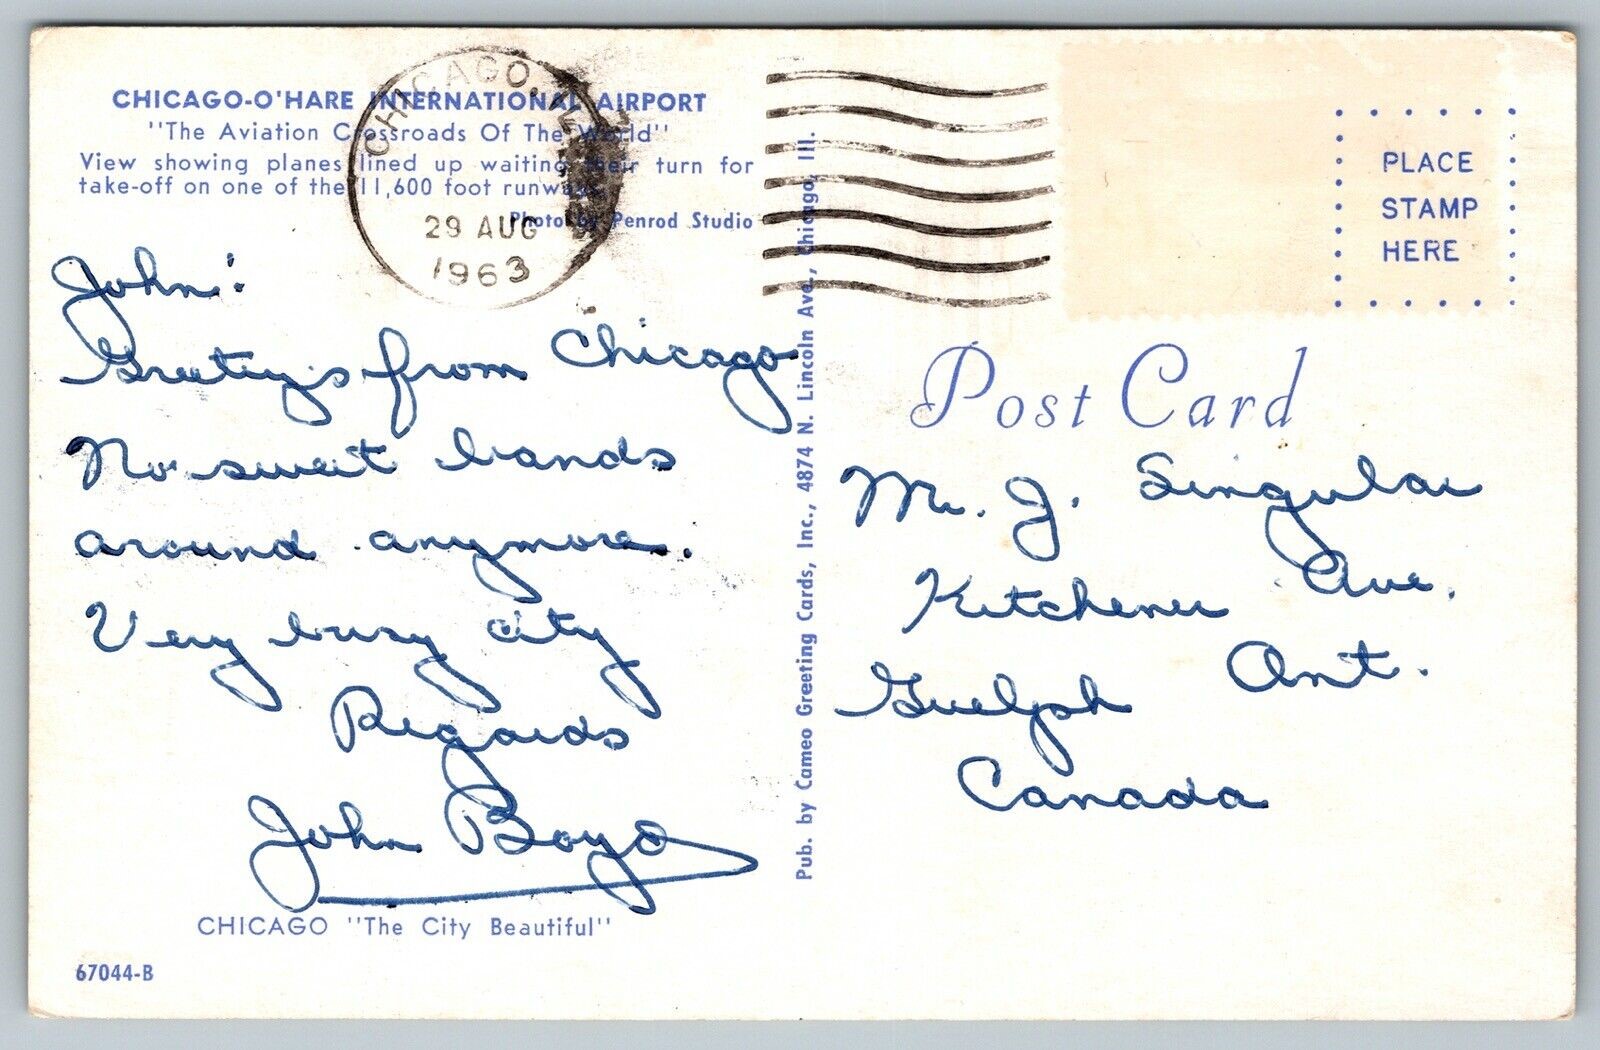 CHICAGO-O'HARE INTERNATIONAL AIRPORT
"The Aviation Crossroads Of The World"
View showing planes lined up waiting their turn for
take-off on one of the 11,600 foot runways.
Photo by Penrod Studio
CHICAGO, ILL.
29 AUG
1963
John:
Greetings from Chicago
No sweat bands
around anymore.
Very busy city
Regards
John Boyd
CHICAGO "The City Beautiful"
67044-B
Pub. by Cameo Greeting Cards, Inc., 4874 N. Lincoln Ave., Chicago, Ill.
PLACE
STAMP
HERE
Post Card
Mr. J. Singular
Kitchener Ave.
Guelph Ont.
Canada